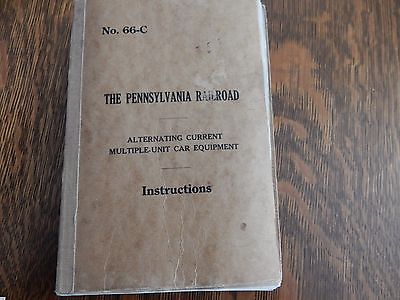 No. 66-C
THE PENNSYLVANIA RAILROAD
ALTERNATING CURRENT
MULTIPLE-UNIT CAR EQUIPMENT
Instructions